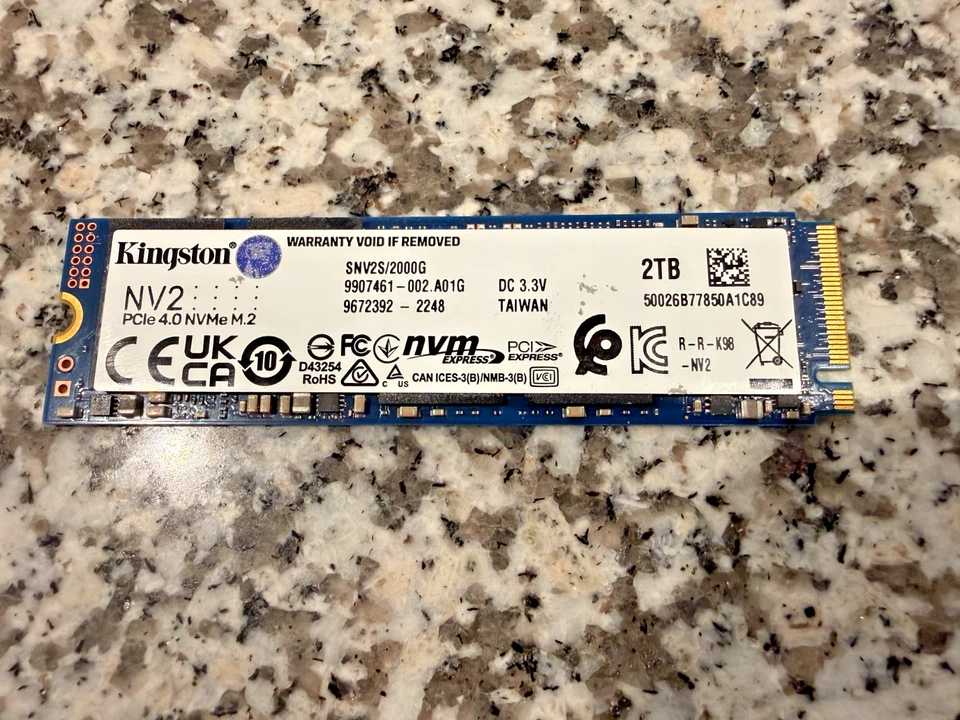 Kingston®
WARRANTY VOID IF REMOVED
SNV2S/2000G
9907461-002.A01G
DC 3.3V
9672392 - 2248
TAIWAN
2TB
50026B77850A1C89
NV2
PCIe 4.0 NVMe M.2
CE
UK
CA
10
D43254
RoHS
FC
c
US
nvm
EXPRESS®
PCI
EXPRESS®
CAN ICES-3(B)/NMB-3(B)
VCI
R-R-K98
-NV2